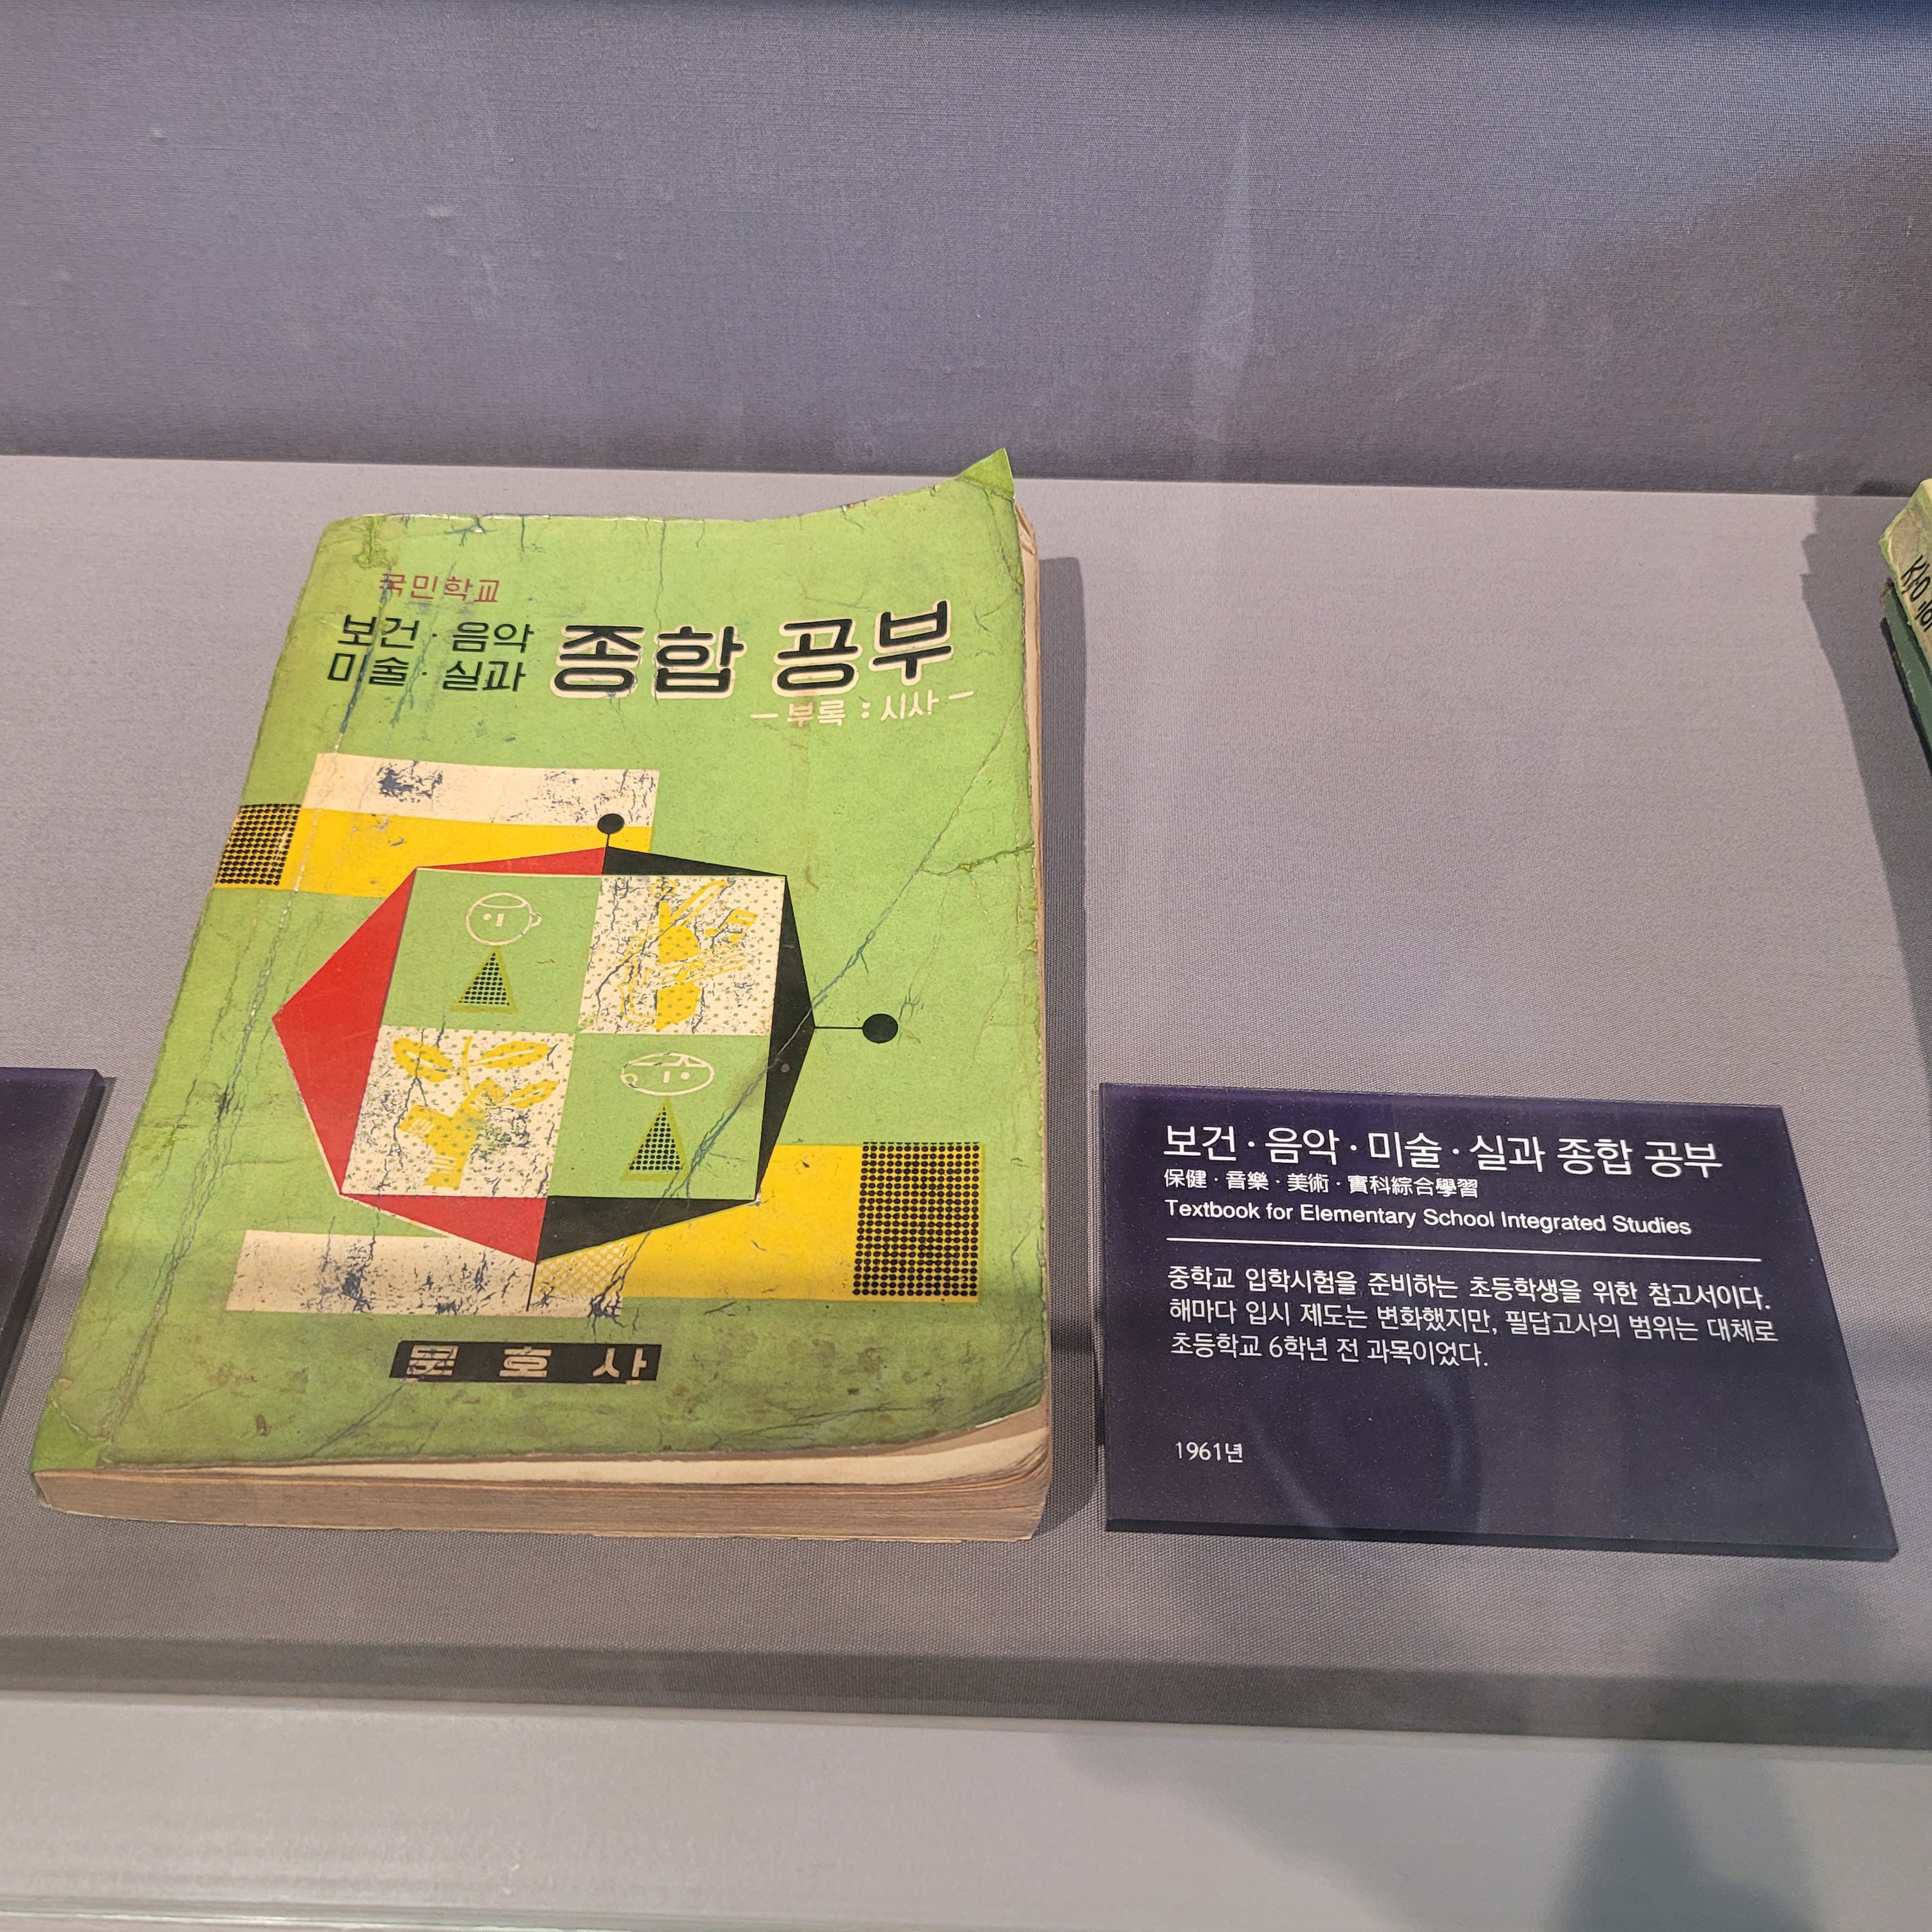 국민학교
보건·음악
미술·실과
종합 공부
—부록 : 시사—
문호사
보건·음악·미술·실과 종합 공부
保健·音樂·美術·實科綜合學習
Textbook for Elementary School Integrated Studies
중학교 입학시험을 준비하는 초등학생을 위한 참고서이다.
해마다 입시 제도는 변화했지만, 필답고사의 범위는 대체로
초등학교 6학년 전 과목이었다.
1961년